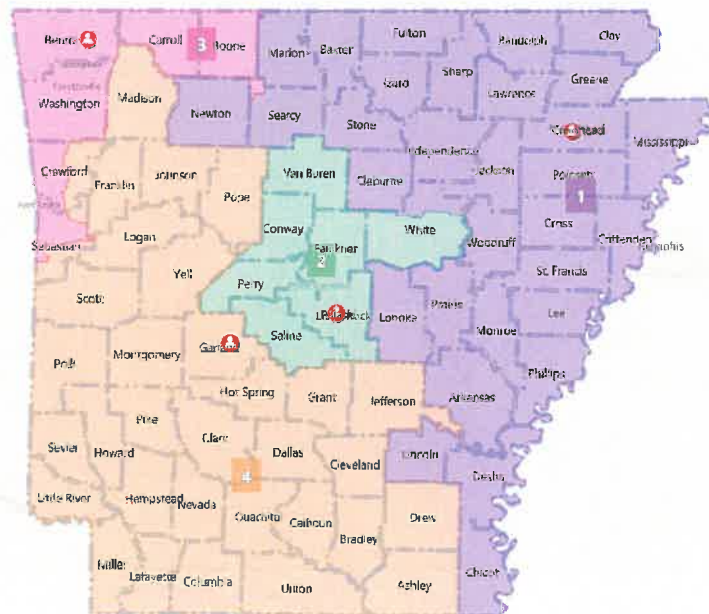 Fulton
Randolph
Clay
Carroll
3
Boone
Marion
Baxter
Sharp
Izard
Greene
Lawrence
Washington
Madison
Newton
Searcy
Stone
Mississippi
Independence
Jackson
Crawford
Franklin
Johnson
Van Buren
Cleburne
Poinsett
Pope
1
Conway
Faulkner
White
Cross
Crittenden
Logan
Woodruff
Sebastian
2
St. Francis
Yell
Perry
Scott
Lonoke
Prairie
Lee
Monroe
Saline
Garland
Polk
Montgomery
Phillips
Hot Spring
Grant
Jefferson
Arkansas
Pike
Clark
Dallas
Sevier
Howard
Cleveland
Lincoln
4
Desha
Little River
Hempstead
Nevada
Ouachita
Calhoun
Drew
Bradley
Miller
Lafayette
Columbia
Union
Ashley
Chicot